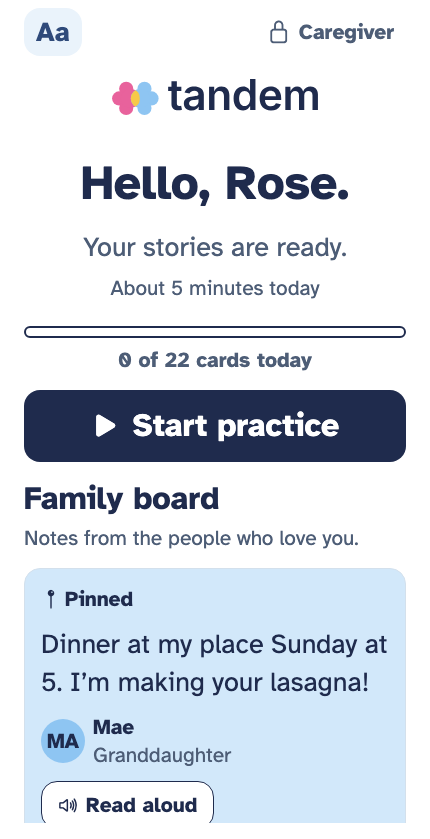 Aa
Caregiver
tandem
Hello, Rose.
Your stories are ready.
About 5 minutes today
0 of 22 cards today
Start practice
Family board
Notes from the people who love you.
Pinned
Dinner at my place Sunday at
5. I’m making your lasagna!
MA
Mae
Granddaughter
Read aloud